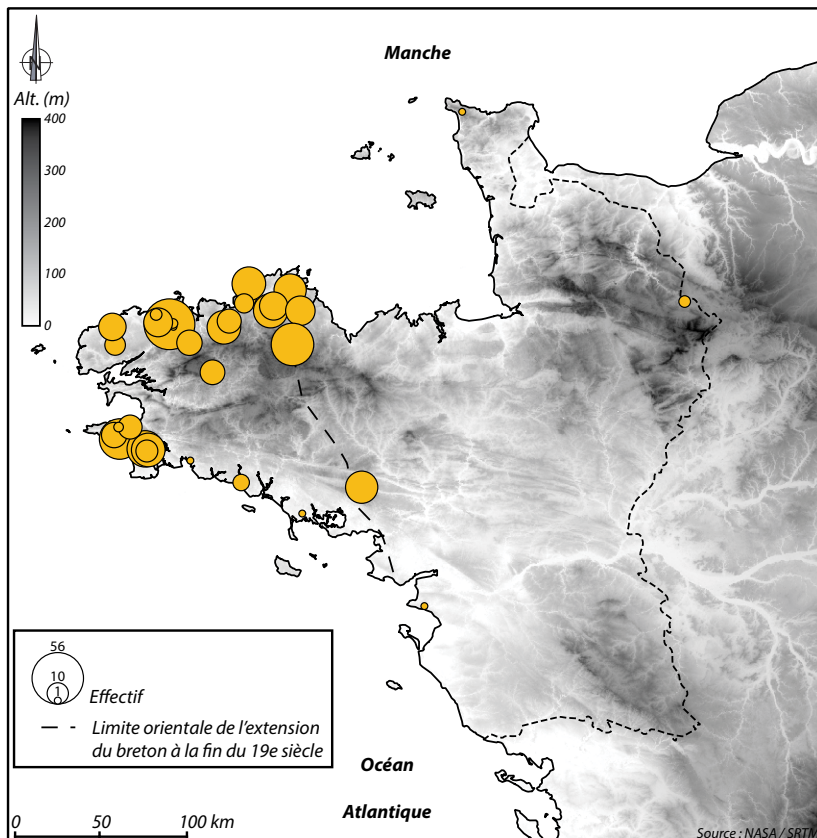 Manche
N
Alt. (m)
400
300
200
100
0
56
10
1
Effectif
Limite orientale de l'extension
du breton à la fin du 19e siècle
Océan
Atlantique
0 50 100 km
Source : NASA / SRTM